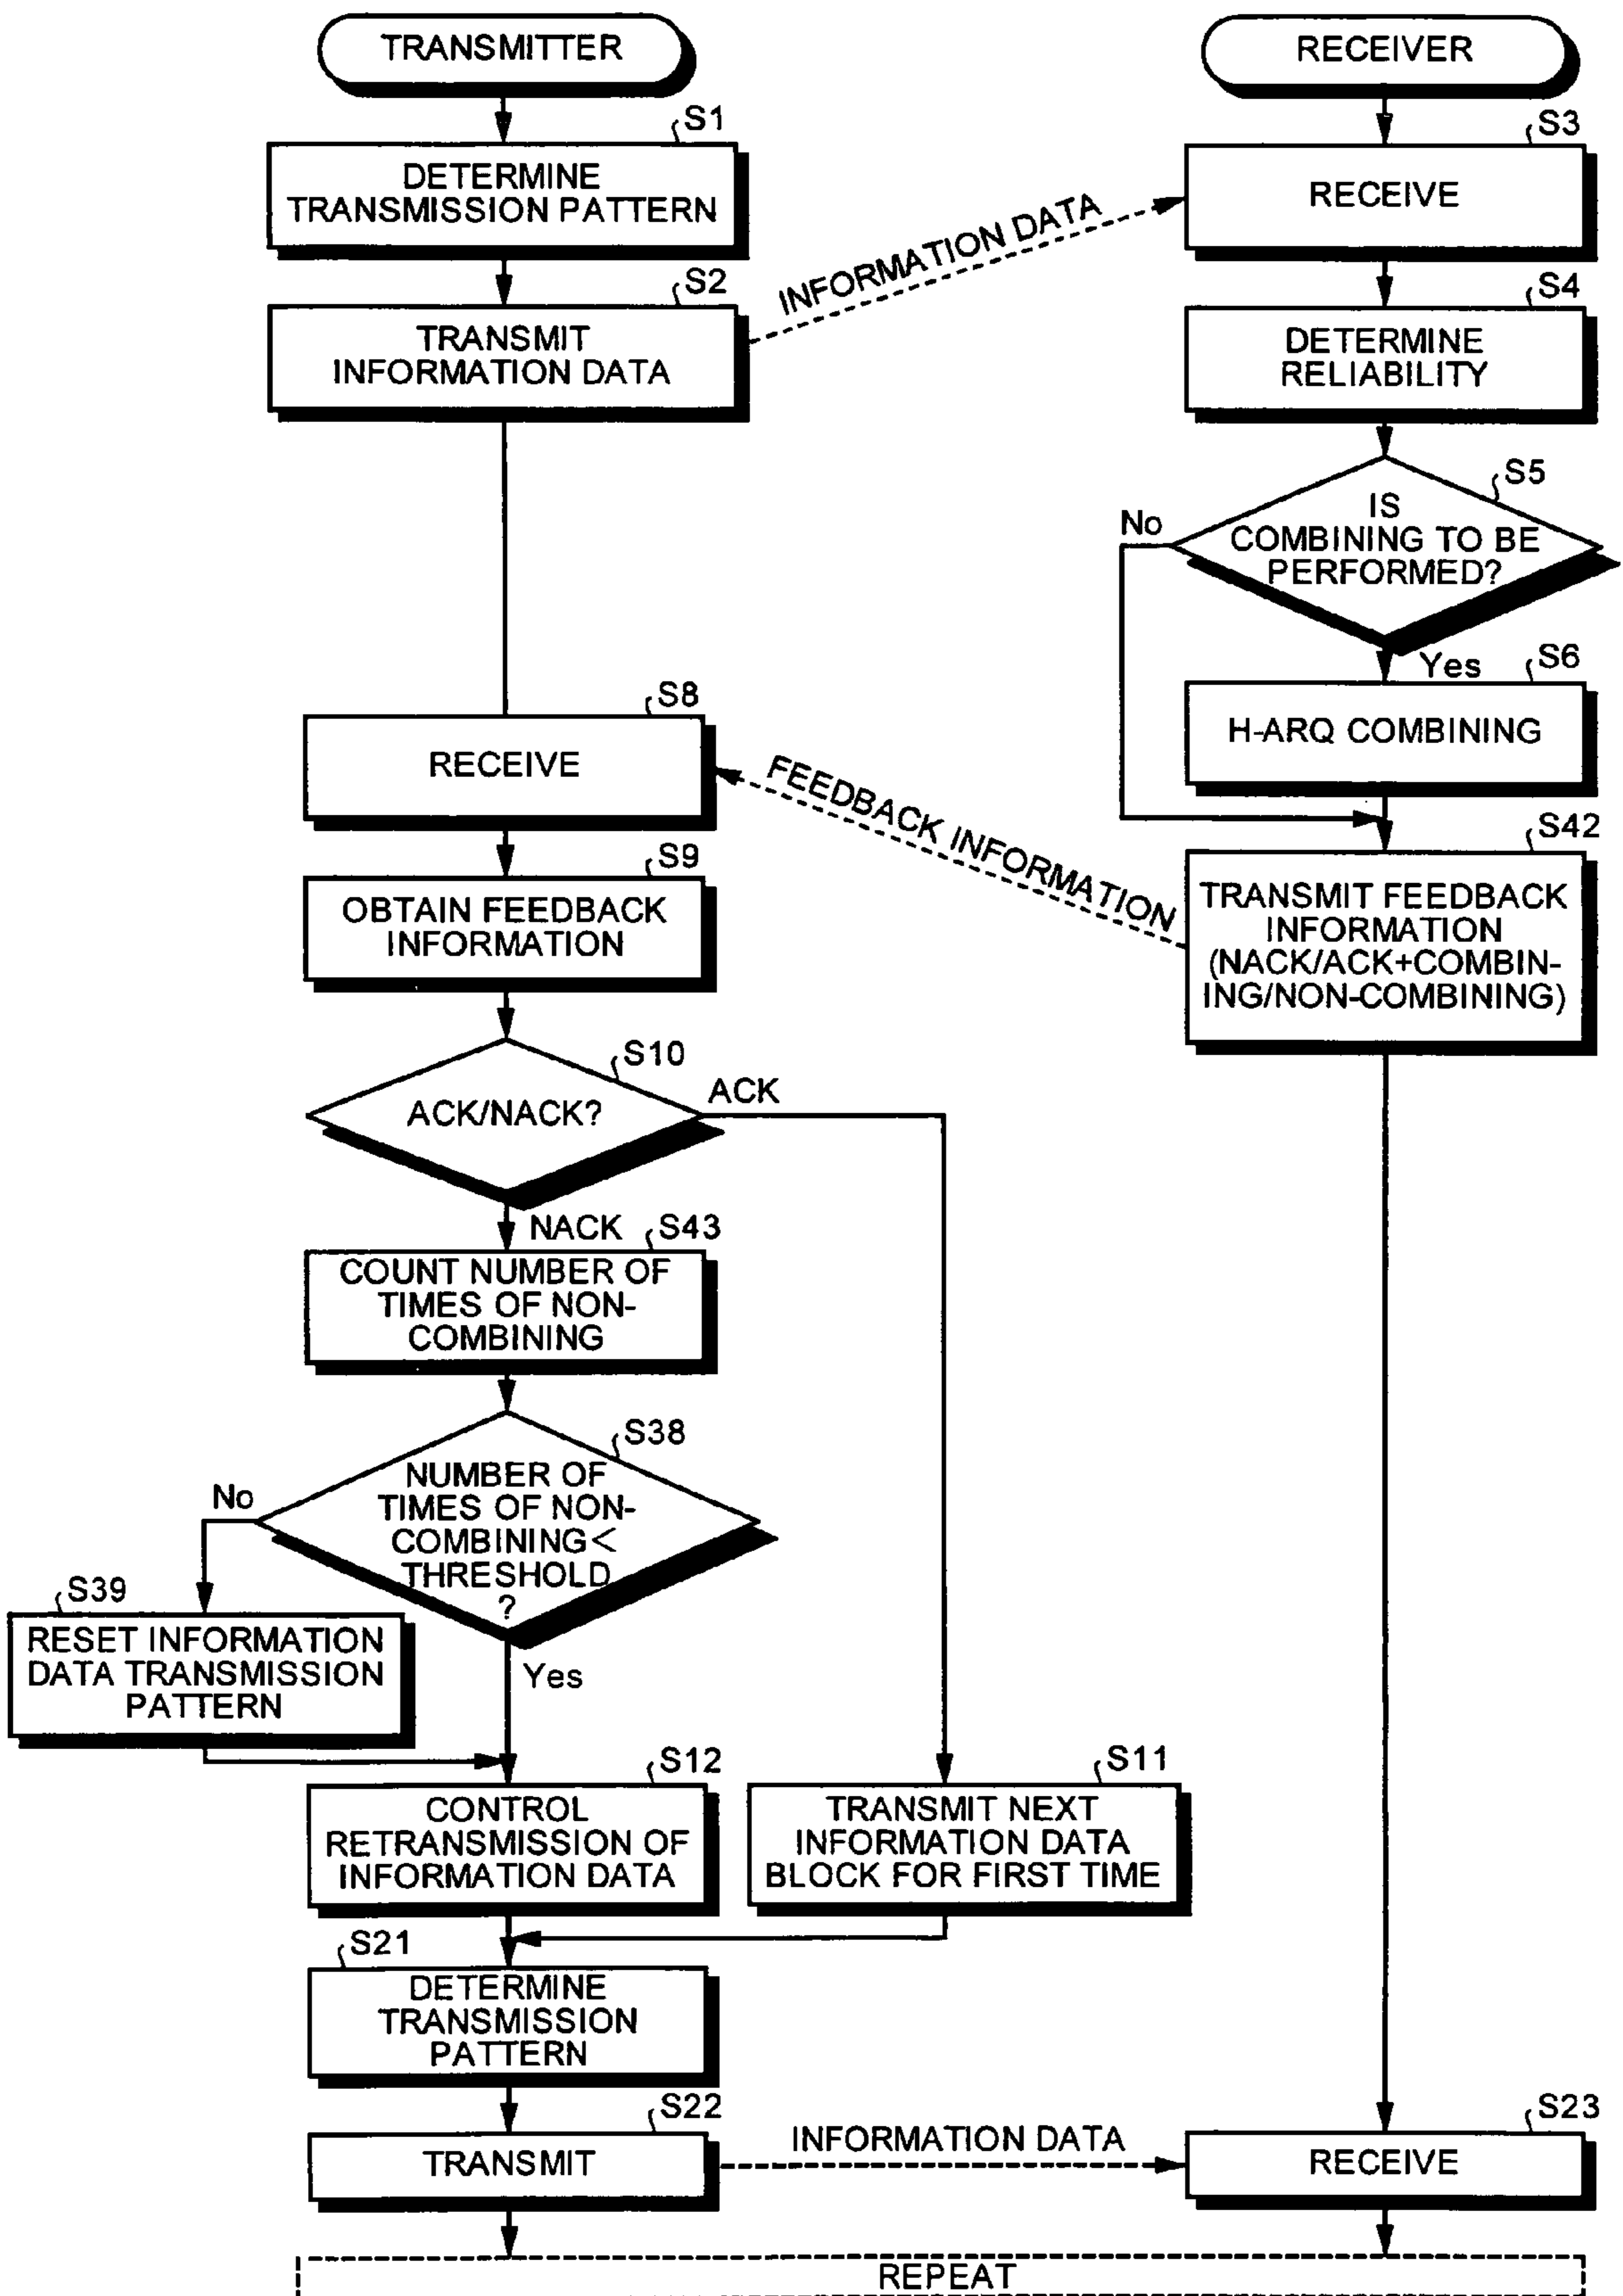 TRANSMITTER
RECEIVER
S1
DETERMINE
TRANSMISSION PATTERN
S3
RECEIVE
INFORMATION DATA
S2
TRANSMIT
INFORMATION DATA
S4
DETERMINE
RELIABILITY
S5
IS
COMBINING TO BE
PERFORMED?
No
Yes
S6
H-ARQ COMBINING
S8
RECEIVE
FEEDBACK INFORMATION
S42
TRANSMIT FEEDBACK
INFORMATION
(NACK/ACK+COMBIN-
ING/NON-COMBINING)
S9
OBTAIN FEEDBACK
INFORMATION
S10
ACK/NACK?
ACK
NACK
S43
COUNT NUMBER OF
TIMES OF NON-
COMBINING
S38
NUMBER OF
TIMES OF NON-
COMBINING<
THRESHOLD
?
No
Yes
S39
RESET INFORMATION
DATA TRANSMISSION
PATTERN
S12
CONTROL
RETRANSMISSION OF
INFORMATION DATA
S11
TRANSMIT NEXT
INFORMATION DATA
BLOCK FOR FIRST TIME
S21
DETERMINE
TRANSMISSION
PATTERN
S22
TRANSMIT
INFORMATION DATA
S23
RECEIVE
REPEAT